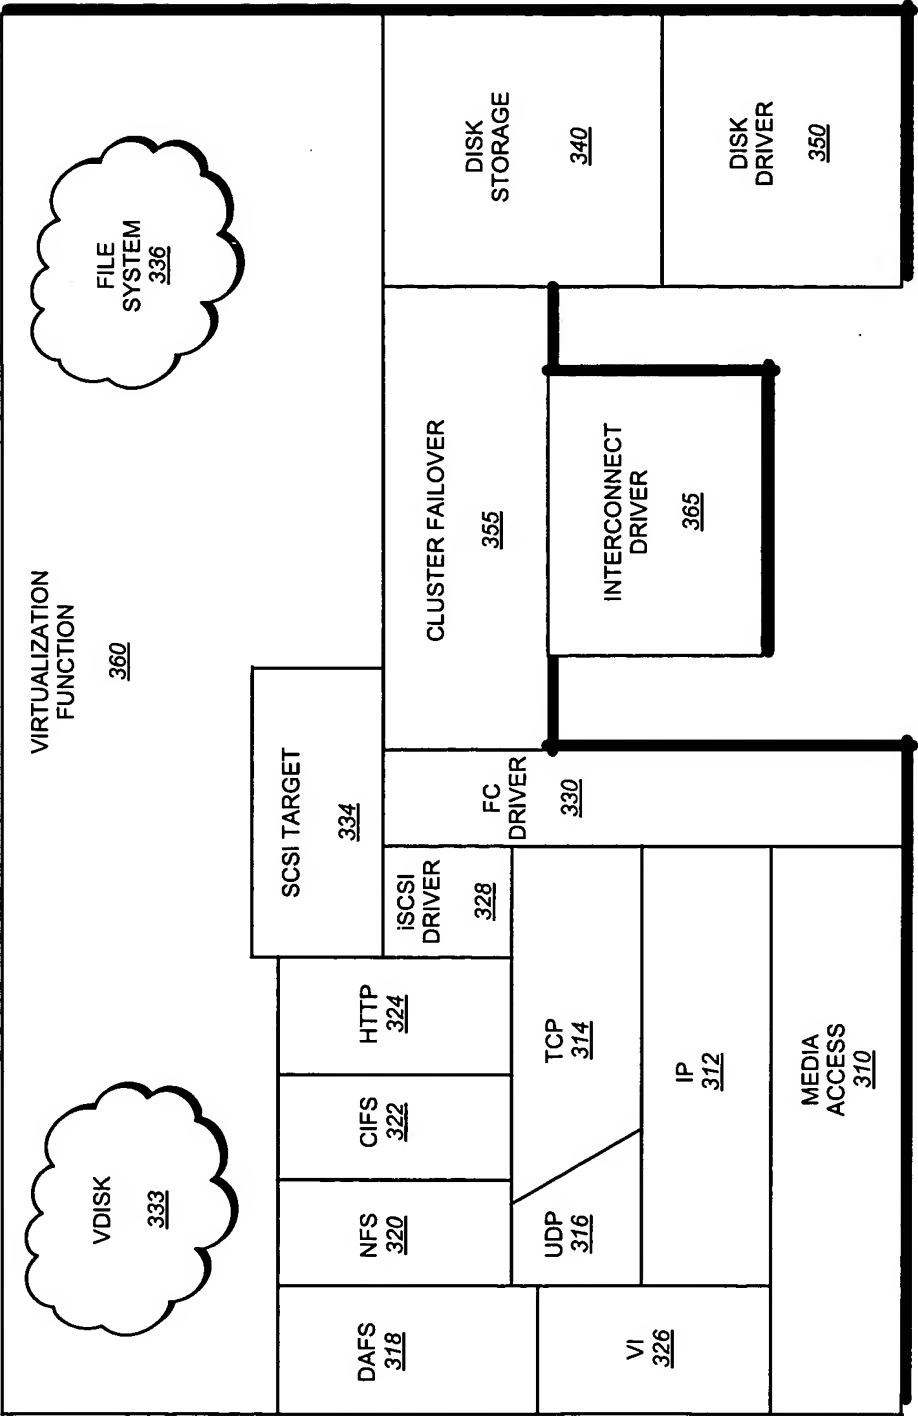 VIRTUALIZATION
FUNCTION
360
VDISK
333
FILE
SYSTEM
336
SCSI TARGET
334
DAFS
318
NFS
320
CIFS
322
HTTP
324
iSCSI
DRIVER
328
FC
DRIVER
330
CLUSTER FAILOVER
355
DISK
STORAGE
340
VI
326
UDP
316
TCP
314
IP
312
MEDIA
ACCESS
310
INTERCONNECT
DRIVER
365
DISK
DRIVER
350